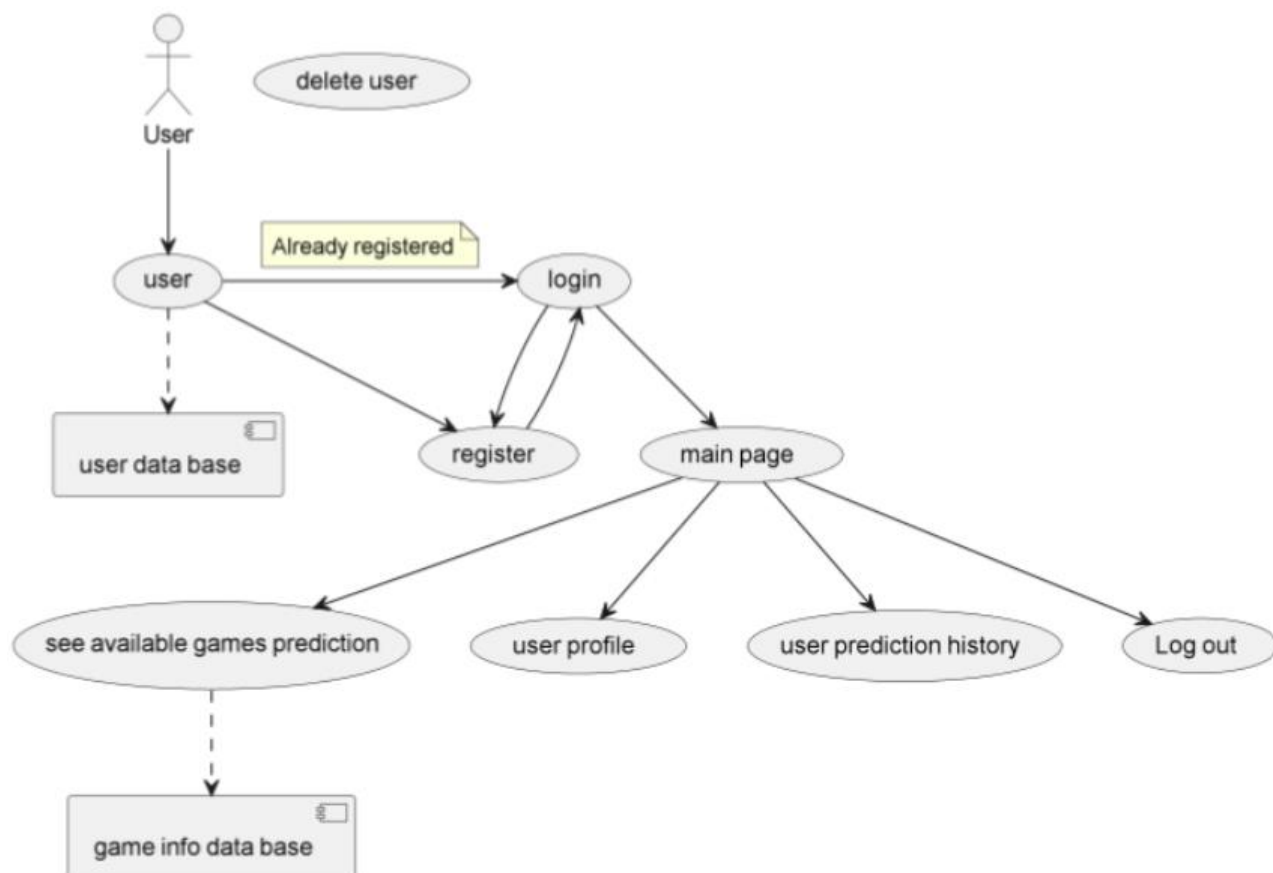 delete user
User
Already registered
user
login
user data base
register
main page
see available games prediction
user profile
user prediction history
Log out
game info data base